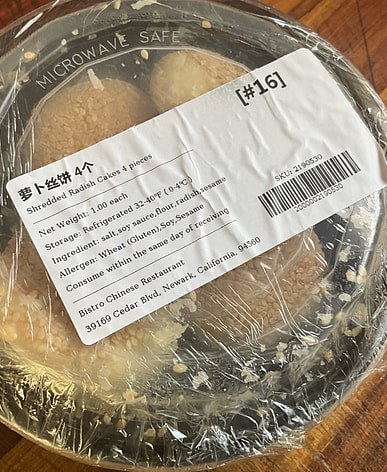 MICROWAVE SAFE
[#16]
萝卜丝饼 4个
Shredded Radish Cakes 4 pieces
Net Weight: 1.00 each
Storage: Refrigerated 32-40°F ( 0-4°C)
Ingredient: salt,soy sauce,flour,radish,sesame
Allergen: Wheat (Gluten),Soy,Sesame
Consume within the same day of receiving
Bistro Chinese Restaurant
39169 Cedar Blvd, Newark, California, 94560
SKU: 2190530
2000002190530